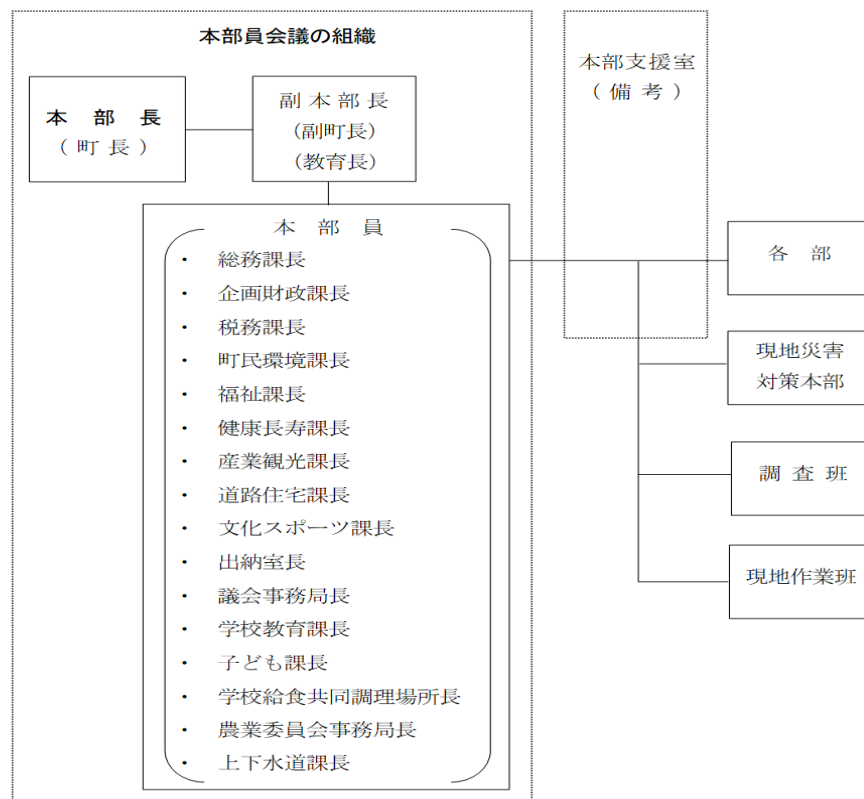 本部員会議の組織
本部長
（町長）
副本部長
(副町長)
(教育長)
本部員
・ 総務課長
・ 企画財政課長
・ 税務課長
・ 町民環境課長
・ 福祉課長
・ 健康長寿課長
・ 産業観光課長
・ 道路住宅課長
・ 文化スポーツ課長
・ 出納室長
・ 議会事務局長
・ 学校教育課長
・ 子ども課長
・ 学校給食共同調理場所長
・ 農業委員会事務局長
・ 上下水道課長
本部支援室
（備考）
各部
現地災害
対策本部
調査班
現地作業班